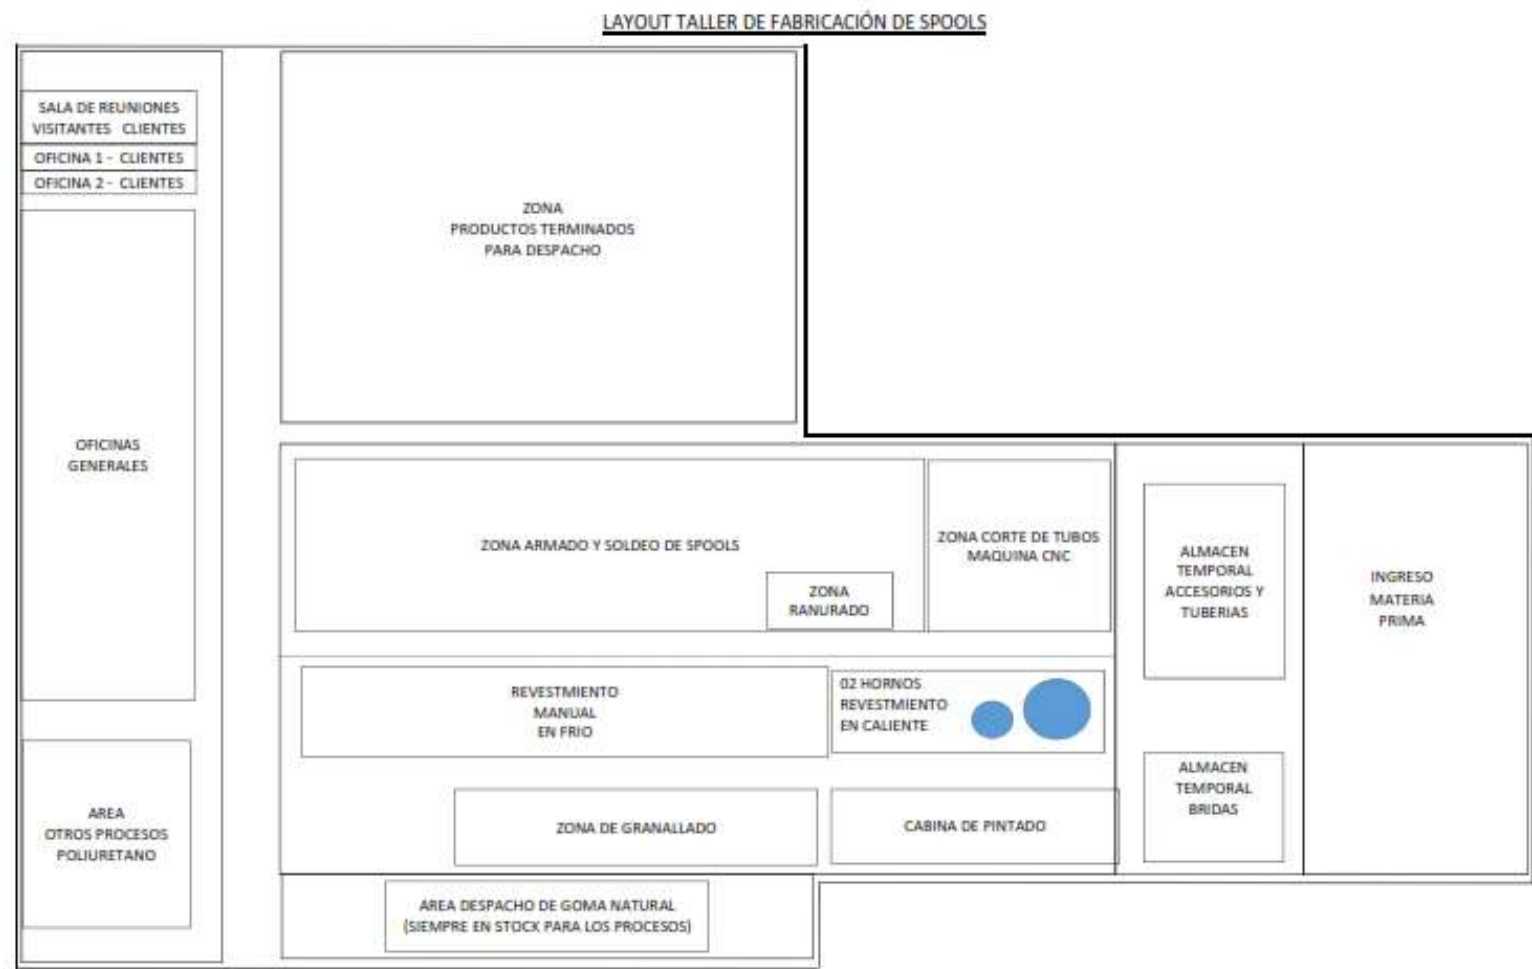 LAYOUT TALLER DE FABRICACIÓN DE SPOOLS
SALA DE REUNIONES
VISITANTES CLIENTES
OFICINA 1 - CLIENTES
OFICINA 2 - CLIENTES
OFICINAS
GENERALES
AREA
OTROS PROCESOS
POLIURETANO
ZONA
PRODUCTOS TERMINADOS
PARA DESPACHO
ZONA ARMADO Y SOLDEO DE SPOOLS
ZONA
RANURADO
ZONA CORTE DE TUBOS
MAQUINA CNC
REVESTMIENTO
MANUAL
EN FRIO
02 HORNOS
REVESTMIENTO
EN CALIENTE
ZONA DE GRANALLADO
CABINA DE PINTADO
AREA DESPACHO DE GOMA NATURAL
(SIEMPRE EN STOCK PARA LOS PROCESOS)
ALMACEN
TEMPORAL
ACCESORIOS Y
TUBERIAS
ALMACEN
TEMPORAL
BRIDAS
INGRESO
MATERIA
PRIMA